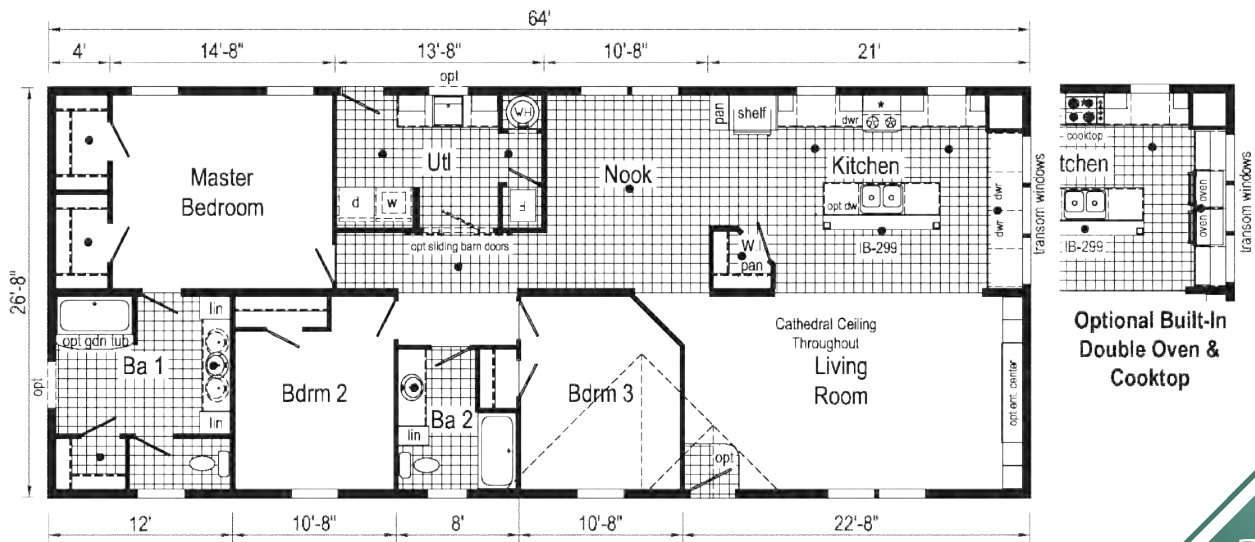 64'
4'
14'-8"
13'-8"
10'-8"
21'
opt
WH
pan
shelf
dwr
*
cooktop
Utl
Kitchen
tchen
Master
Bedroom
Nook
d
w
F
opt dw
dwr
dwr
transom windows
oven
oven
transom windows
opt sliding barn doors
W.I
pan
IB-299
IB-299
26'-8"
lin
opt gdn tub
Ba 1
opt
lin
Bdrm 2
Ba 2
lin
Bdrm 3
Cathedral Ceiling
Throughout
Living
Room
opt ent. center
opt
Optional Built-In
Double Oven &
Cooktop
12'
10'-8"
8'
10'-8"
22'-8"